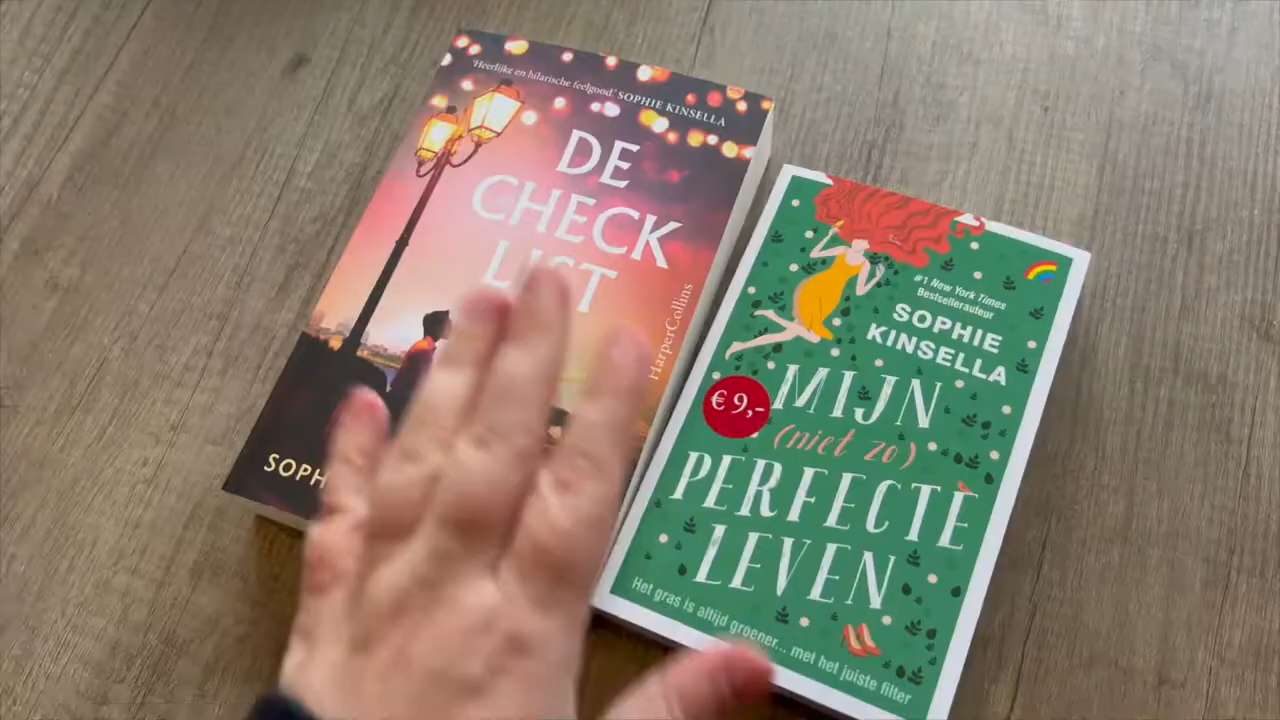 'Heerlijke en hilarische feelgood.' SOPHIE KINSELLA
DE
CHECK
LIST
HarperCollins
SOPH
#1 New York Times
Bestsellerauteur
SOPHIE
KINSELLA
€ 9,-
MIJN
(niet zo)
PERFECTE
LEVEN
Het gras is altijd groener... met het juiste filter